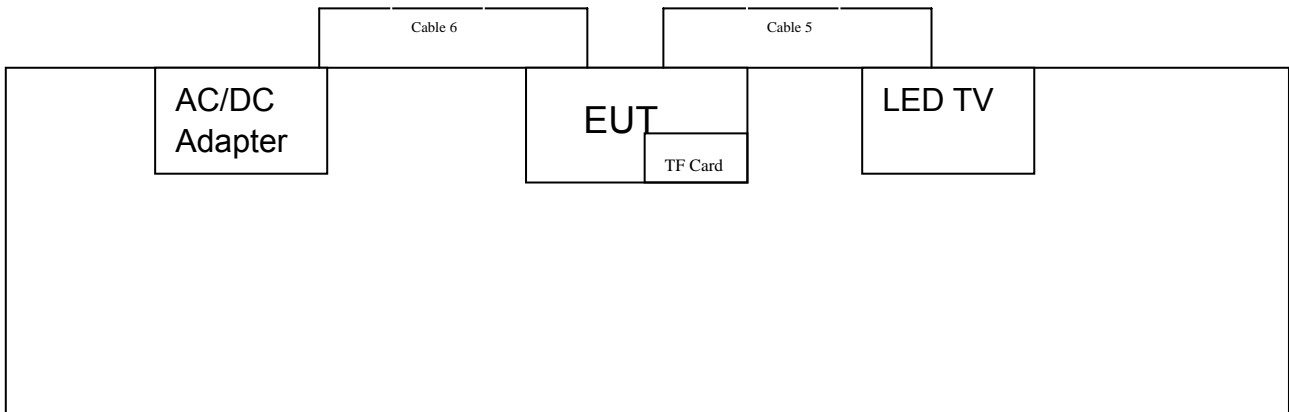 Cable 6
Cable 5
AC/DC
Adapter
EUT
LED TV
TF Card